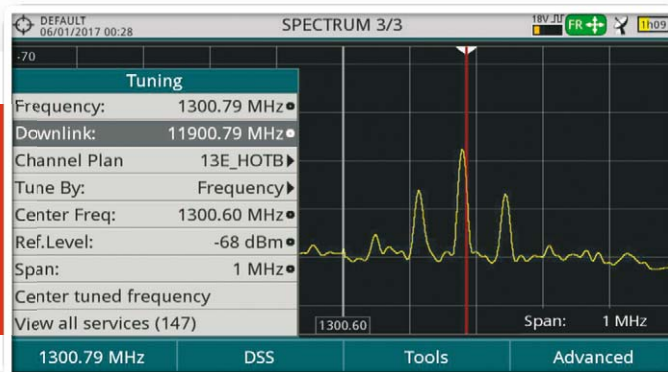 DEFAULT
06/01/2017 00:28
SPECTRUM 3/3
18V
FR
1h09
-70
Tuning
Frequency: 1300.79 MHz
Downlink: 11900.79 MHz
Channel Plan 13E_HOTB
Tune By: Frequency
Center Freq: 1300.60 MHz
Ref.Level: -68 dBm
Span: 1 MHz
Center tuned frequency
View all services (147)
1300.60
Span: 1 MHz
1300.79 MHz
DSS
Tools
Advanced